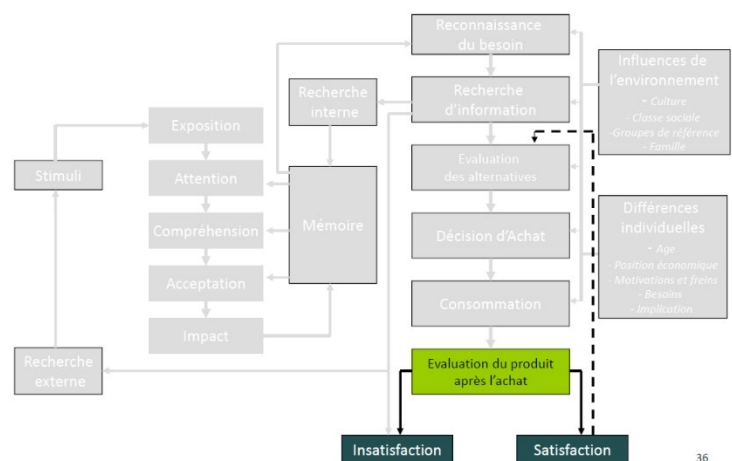 Reconnaissance
du besoin
Influences de
l'environnement
- Culture
- Classe sociale
-Groupes de référence
- Famille
Recherche
interne
Recherche
d'information
Exposition
Stimuli
Attention
Evaluation
des alternatives
Compréhension
Mémoire
Décision d'Achat
Différences
individuelles
- Age
- Position économique
- Motivations et freins
- Besoins
- Implication
Acceptation
Consommation
Impact
Recherche
externe
Evaluation du produit
après l'achat
Insatisfaction
Satisfaction
36